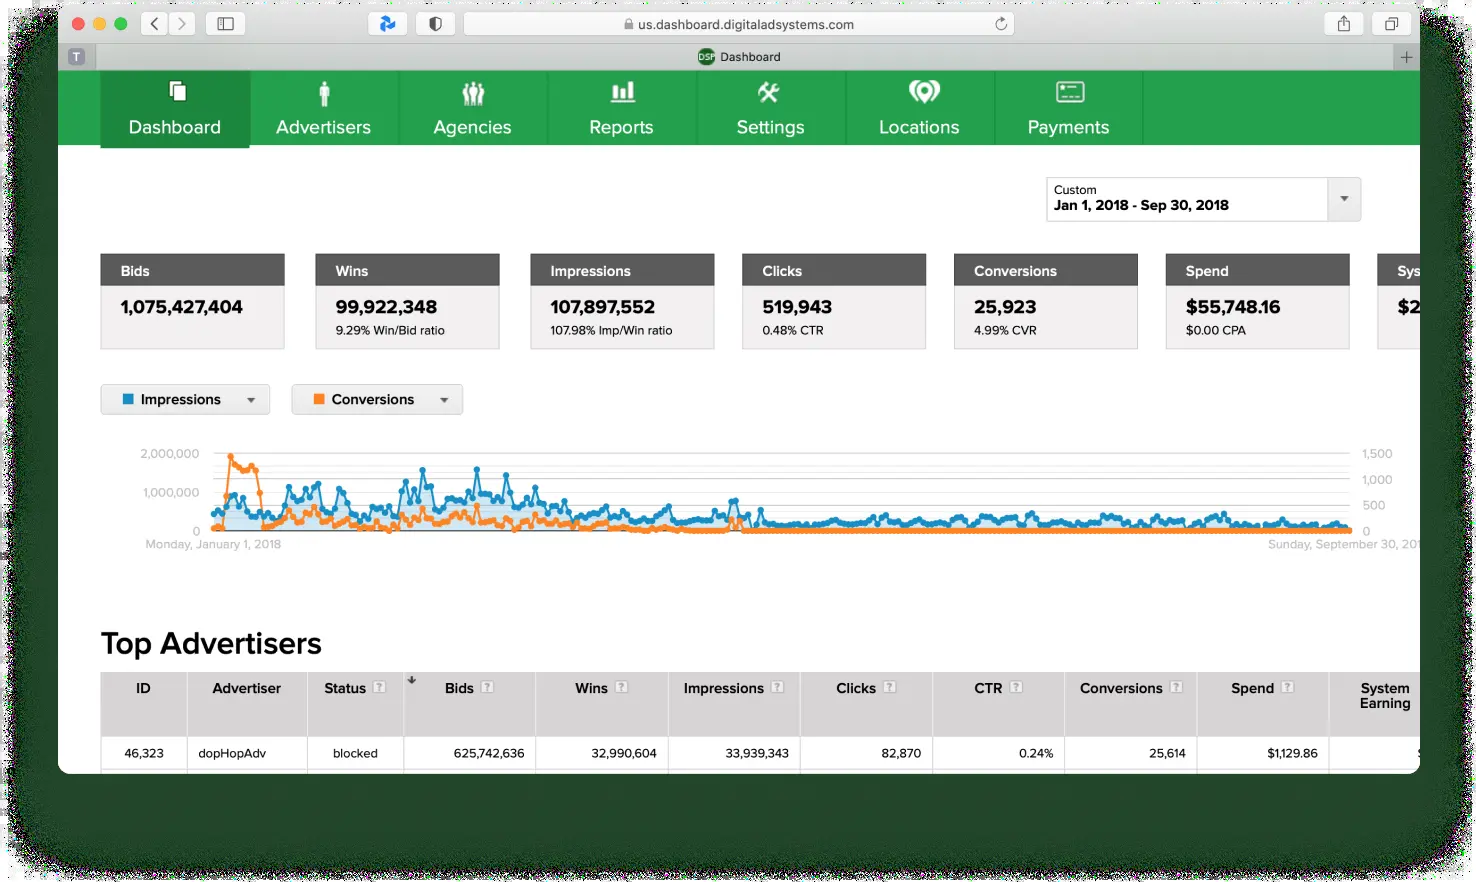 us.dashboard.digitaladsystems.com
T
DSP Dashboard
Dashboard
Advertisers
Agencies
Reports
Settings
Locations
Payments
Custom
Jan 1, 2018 - Sep 30, 2018
Bids
1,075,427,404
Wins
99,922,348
9.29% Win/Bid ratio
Impressions
107,897,552
107.98% Imp/Win ratio
Clicks
519,943
0.48% CTR
Conversions
25,923
4.99% CVR
Spend
$55,748.16
$0.00 CPA
Sys
$2
Impressions
Conversions
2,000,000
1,000,000
0
1,500
1,000
500
0
Monday, January 1, 2018
Sunday, September 30, 201
Top Advertisers
ID Advertiser Status ? Bids ? Wins ? Impressions ? Clicks ? CTR ? Conversions ? Spend ? System
Earning
46,323 dopHopAdv blocked 625,742,636 32,990,604 33,939,343 82,870 0.24% 25,614 $1,129.86